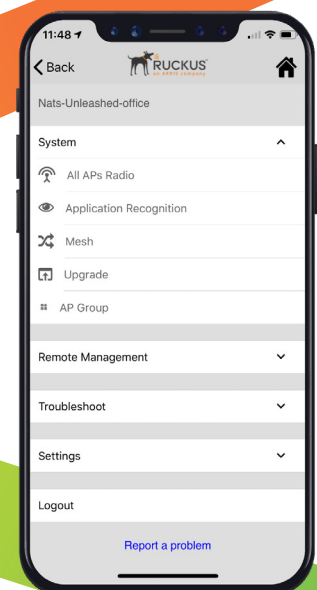 11:48
Back
RUCKUS
an ARRIS company
Nats-Unleashed-office
System
All APs Radio
Application Recognition
Mesh
Upgrade
AP Group
Remote Management
Troubleshoot
Settings
Logout
Report a problem